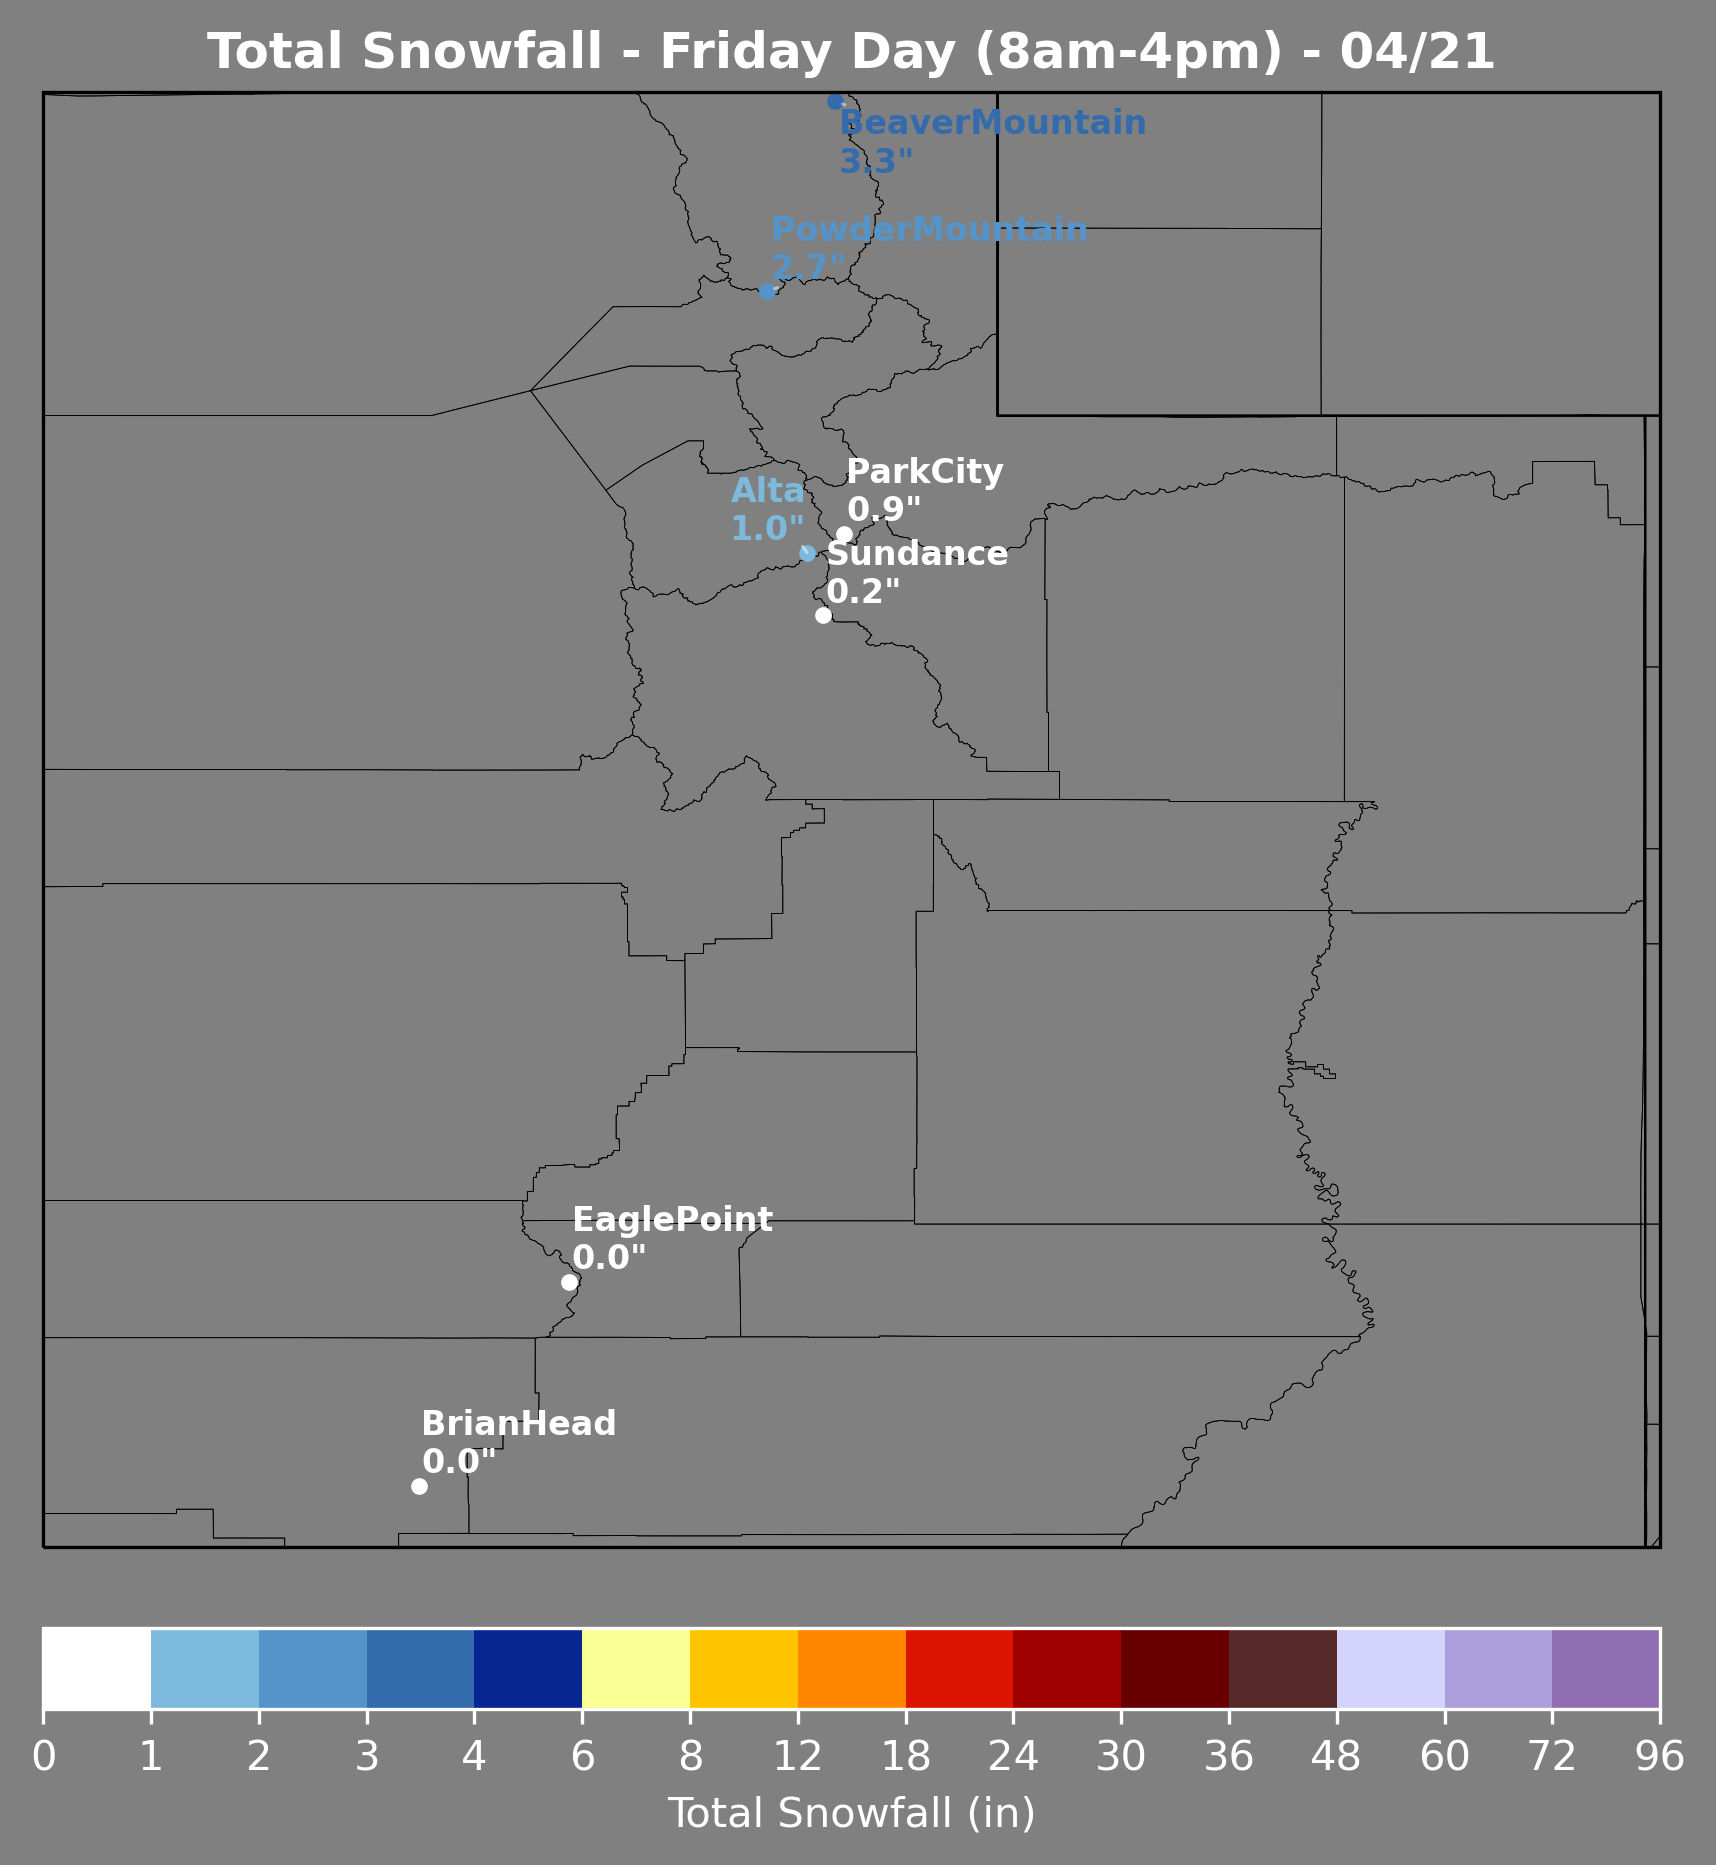 Total Snowfall - Friday Day (8am-4pm) - 04/21
BeaverMountain
3.3"
PowderMountain
2.7"
ParkCity
0.9"
Alta
1.0"
Sundance
0.2"
EaglePoint
0.0"
BrianHead
0.0"
0 1 2 3 4 6 8 12 18 24 30 36 48 60 72 96
Total Snowfall (in)